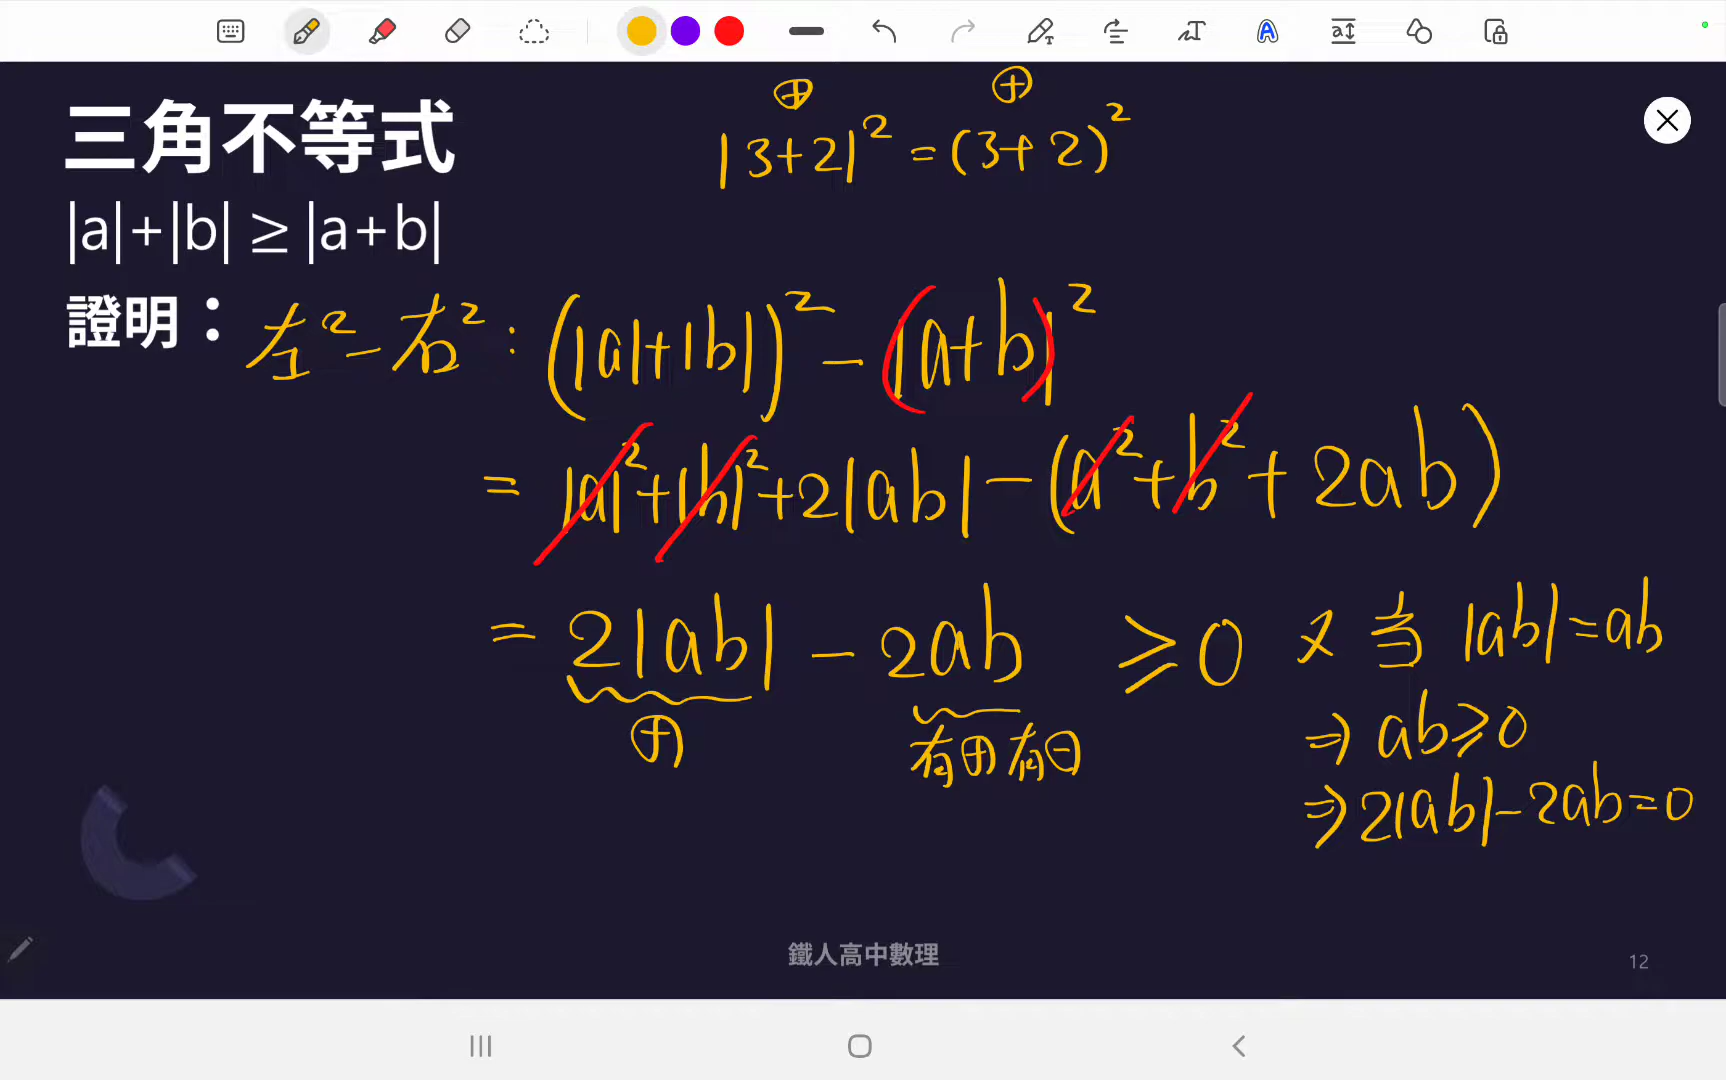 ⊕ ⊕
|3+2|² = (3+2)²
三角不等式
|a|+|b| ≥ |a+b|
證明：左²-右²：(|a|+|b|)² - (|a+b|)²
= |a|²+|b|²+2|ab| - (a²+b²+2ab)
= 2|ab| - 2ab ≥ 0 又當 |ab|=ab
⊕ 有⊕有⊖
⇒ ab≥0
⇒ 2|ab|-2ab=0
鐵人高中數理
12